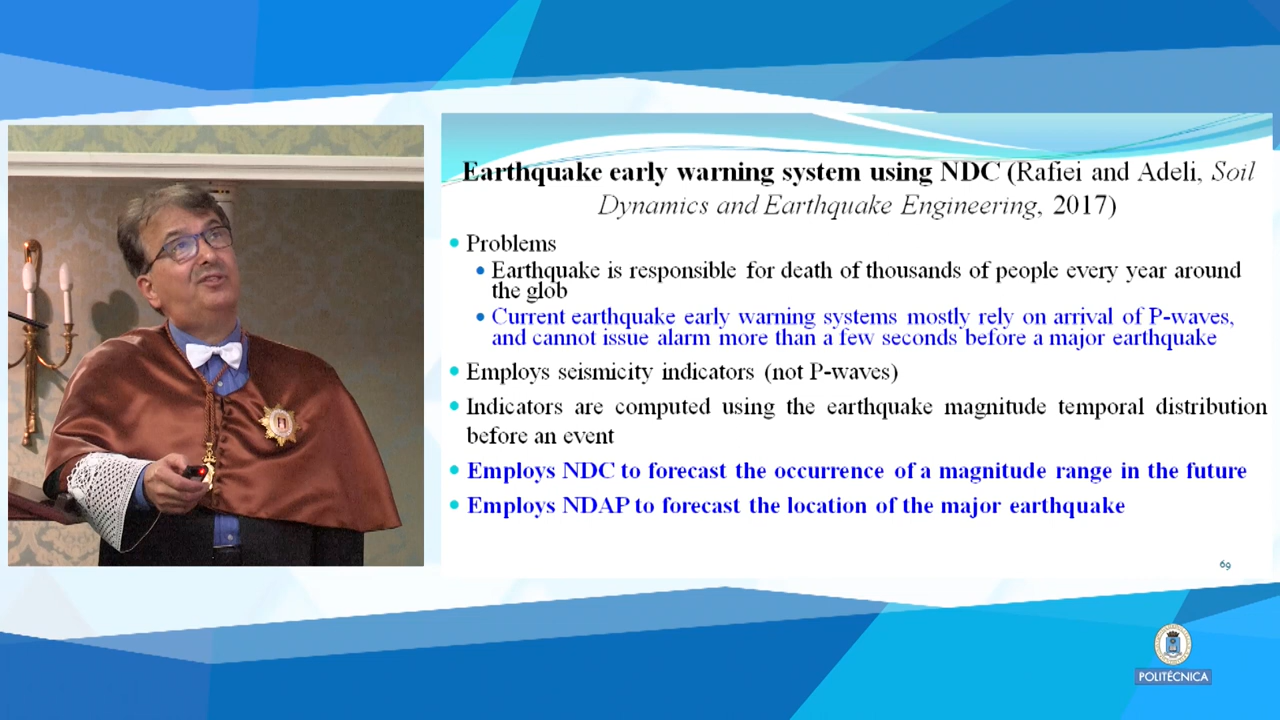 Earthquake early warning system using NDC (Rafiei and Adeli, Soil
Dynamics and Earthquake Engineering, 2017)
Problems
Earthquake is responsible for death of thousands of people every year around
the glob
Current earthquake early warning systems mostly rely on arrival of P-waves,
and cannot issue alarm more than a few seconds before a major earthquake
Employs seismicity indicators (not P-waves)
Indicators are computed using the earthquake magnitude temporal distribution
before an event
Employs NDC to forecast the occurrence of a magnitude range in the future
Employs NDAP to forecast the location of the major earthquake
69
POLITÉCNICA